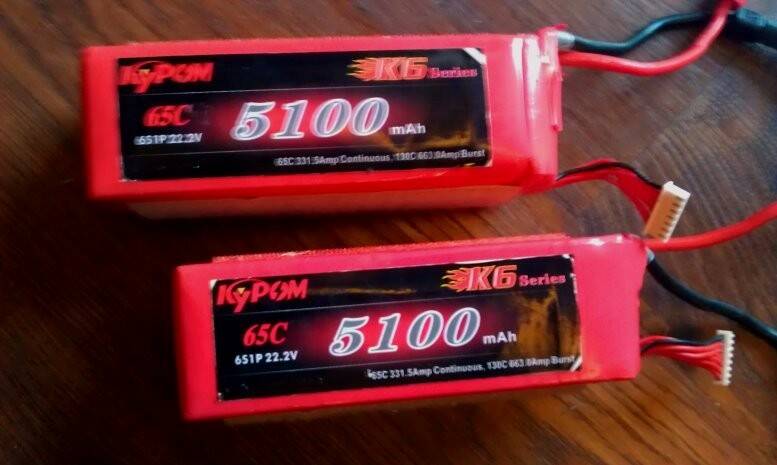 KyPOM
K6 Series
65C
5100 mAh
6S1P 22.2V
65C 331.5Amp Continuous, 130C 663.0Amp Burst
KyPOM
K6 Series
65C
5100 mAh
6S1P 22.2V
65C 331.5Amp Continuous, 130C 663.0Amp Burst